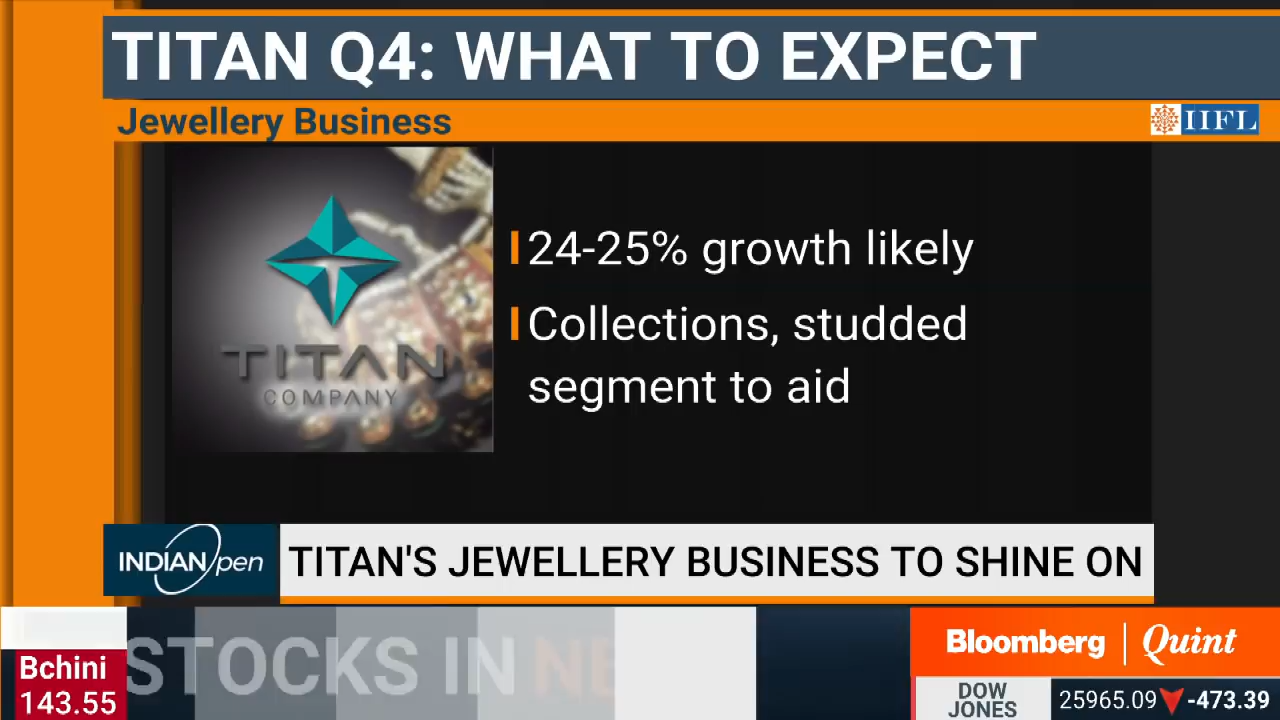 TITAN Q4: WHAT TO EXPECT
Jewellery Business
IIFL
TITAN
COMPANY
24-25% growth likely
Collections, studded
segment to aid
INDIAN Open
TITAN'S JEWELLERY BUSINESS TO SHINE ON
STOCKS IN NE
Bloomberg | Quint
Bchini
143.55
DOW
JONES
25965.09 -473.39